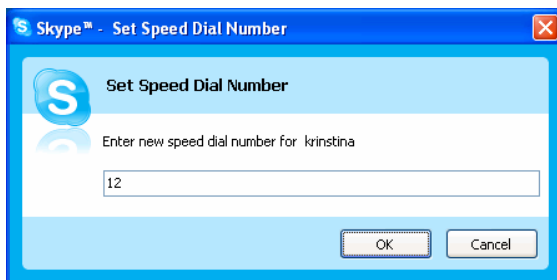 Skype™ - Set Speed Dial Number
Set Speed Dial Number
Enter new speed dial number for krinstina
12
OK Cancel